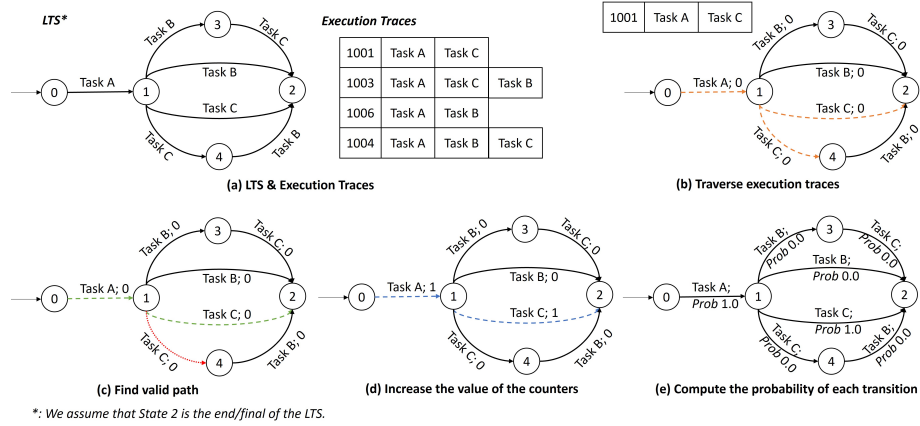 LTS*
Task A
0
1
Task B
3
Task C
Task B
2
Task C
Task C
4
Task B
Execution Traces
1001 Task A Task C
1003 Task A Task C Task B
1006 Task A Task B
1004 Task A Task B Task C
(a) LTS & Execution Traces
1001 Task A Task C
Task A; 0
0
1
Task B; 0
3
Task C; 0
Task B; 0
2
Task C; 0
Task C; 0
4
Task B; 0
(b) Traverse execution traces
Task A; 0
0
1
Task B; 0
3
Task C; 0
Task B; 0
2
Task C; 0
Task C; 0
4
Task B; 0
(c) Find valid path
Task A; 1
0
1
Task B; 0
3
Task C; 0
Task B; 0
2
Task C; 1
Task C; 0
4
Task B; 0
(d) Increase the value of the counters
Task A;
Prob 1.0
0
1
Task B;
Prob 0.0
3
Task C;
Prob 0.0
Task B;
Prob 0.0
2
Task C;
Prob 1.0
Task C;
Prob 0.0
4
Task B;
Prob 0.0
(e) Compute the probability of each transition
*: We assume that State 2 is the end/final of the LTS.